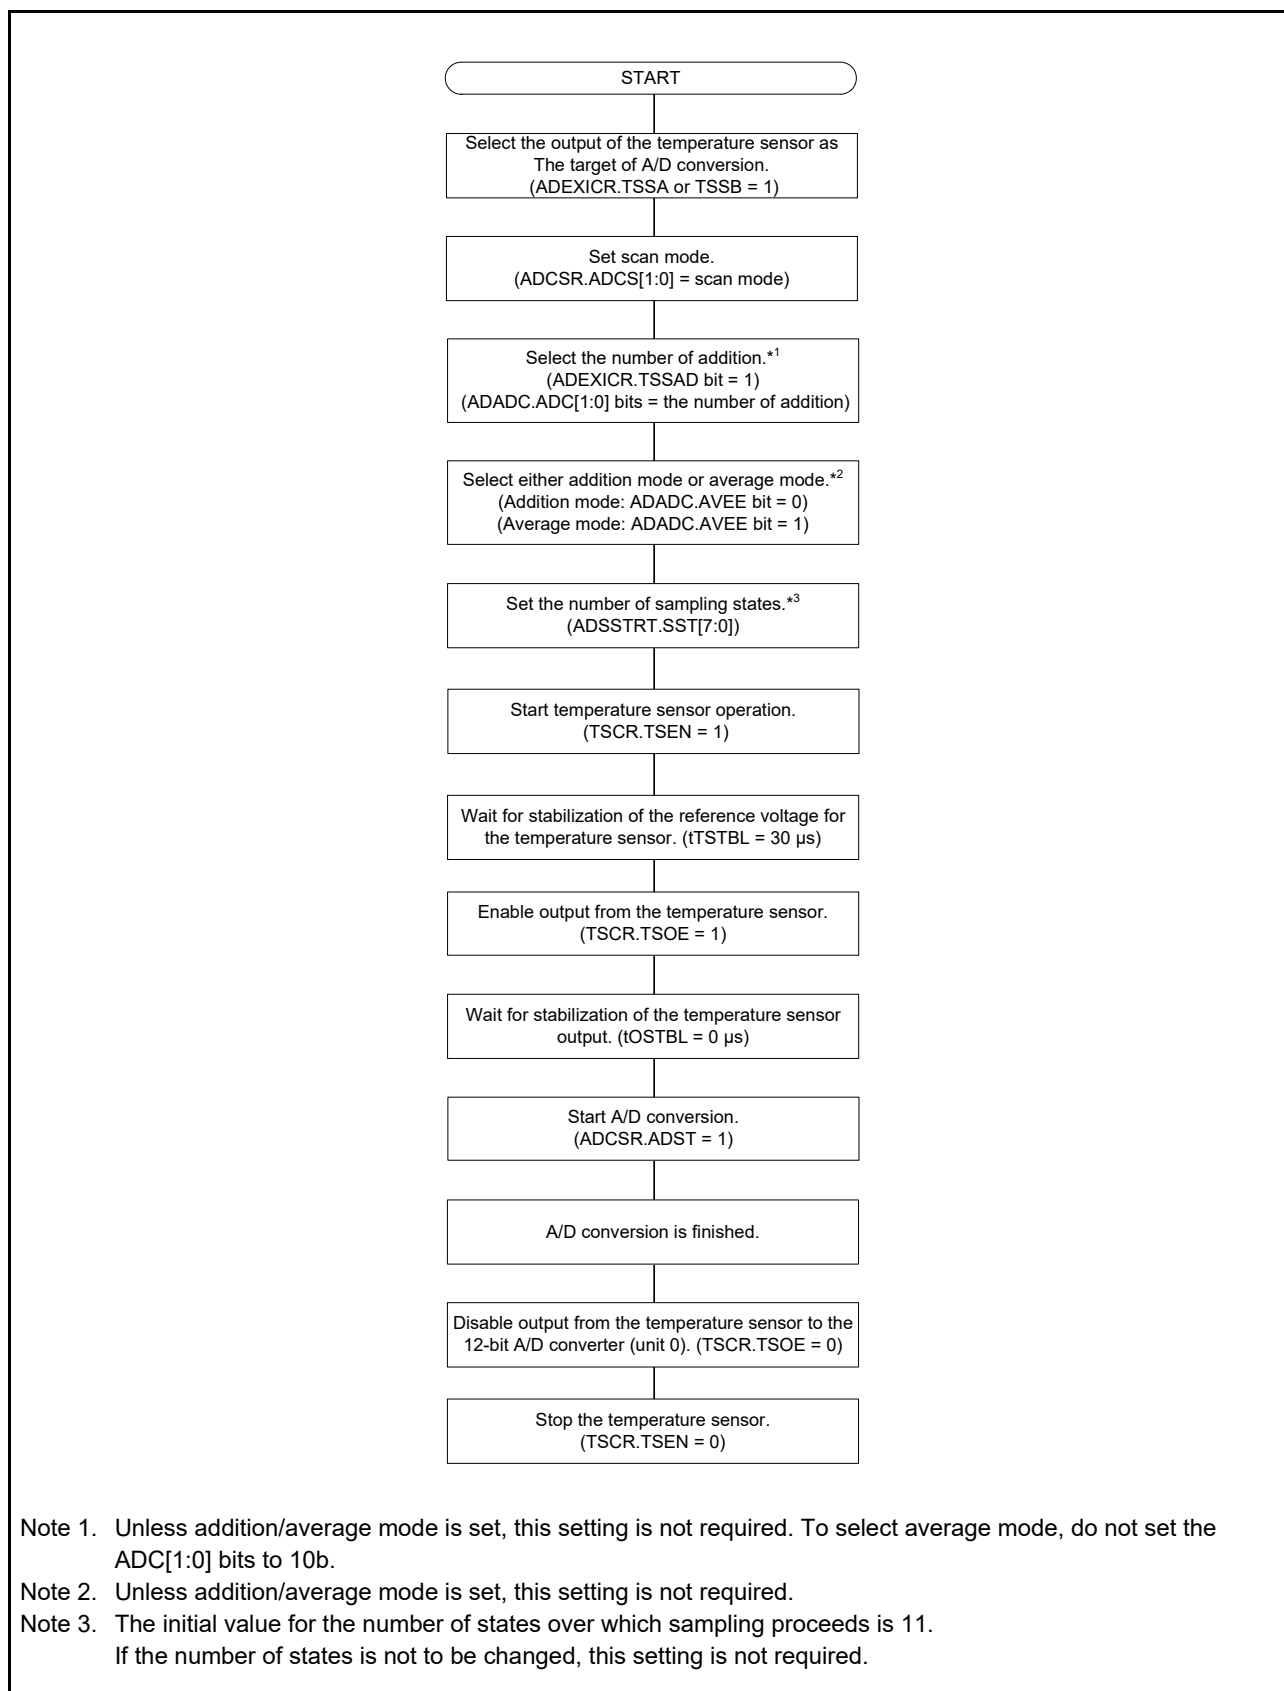 START
Select the output of the temperature sensor as
The target of A/D conversion.
(ADEXICR.TSSA or TSSB = 1)
Set scan mode.
(ADCSR.ADCS[1:0] = scan mode)
Select the number of addition.*1
(ADEXICR.TSSAD bit = 1)
(ADADC.ADC[1:0] bits = the number of addition)
Select either addition mode or average mode.*2
(Addition mode: ADADC.AVEE bit = 0)
(Average mode: ADADC.AVEE bit = 1)
Set the number of sampling states.*3
(ADSSTRT.SST[7:0])
Start temperature sensor operation.
(TSCR.TSEN = 1)
Wait for stabilization of the reference voltage for
the temperature sensor. (tTSTBL = 30 µs)
Enable output from the temperature sensor.
(TSCR.TSOE = 1)
Wait for stabilization of the temperature sensor
output. (tOSTBL = 0 µs)
Start A/D conversion.
(ADCSR.ADST = 1)
A/D conversion is finished.
Disable output from the temperature sensor to the
12-bit A/D converter (unit 0). (TSCR.TSOE = 0)
Stop the temperature sensor.
(TSCR.TSEN = 0)
Note 1. Unless addition/average mode is set, this setting is not required. To select average mode, do not set the
ADC[1:0] bits to 10b.
Note 2. Unless addition/average mode is set, this setting is not required.
Note 3. The initial value for the number of states over which sampling proceeds is 11.
If the number of states is not to be changed, this setting is not required.